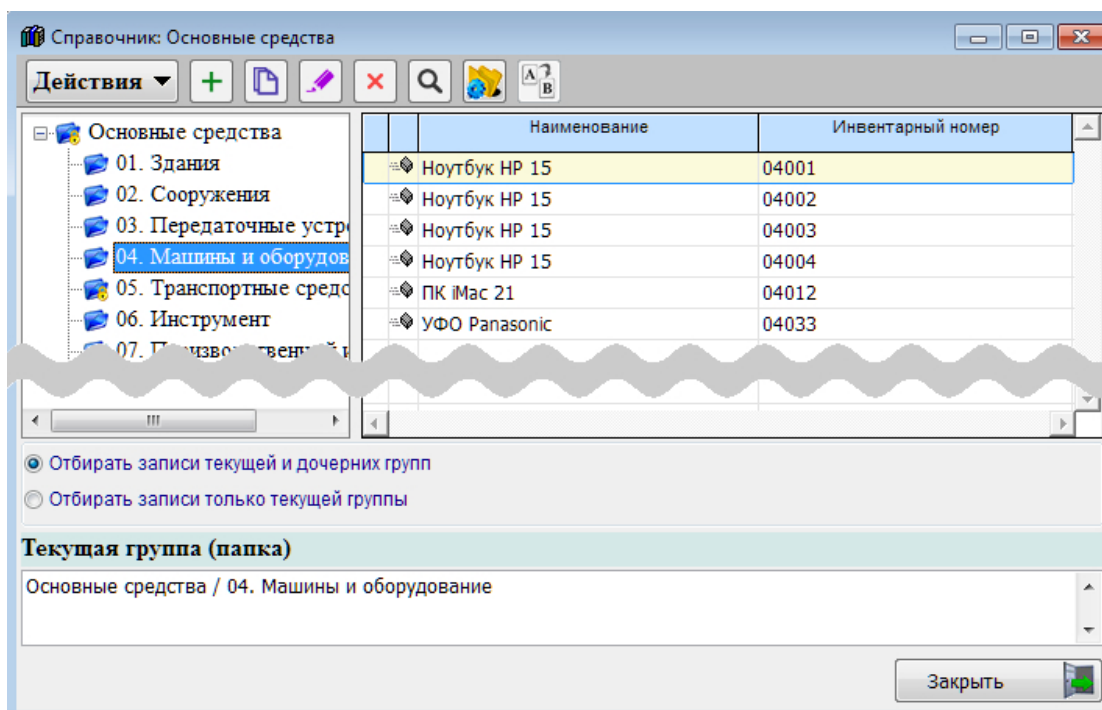 Справочник: Основные средства
Действия
Основные средства
01. Здания
02. Сооружения
03. Передаточные устр
04. Машины и оборудов
05. Транспортные средс
06. Инструмент
07.
Наименование Инвентарный номер
Ноутбук HP 15 04001
Ноутбук HP 15 04002
Ноутбук HP 15 04003
Ноутбук HP 15 04004
ПК iMac 21 04012
УФО Panasonic 04033
Отбирать записи текущей и дочерних групп
Отбирать записи только текущей группы
Текущая группа (папка)
Основные средства / 04. Машины и оборудование
Закрыть